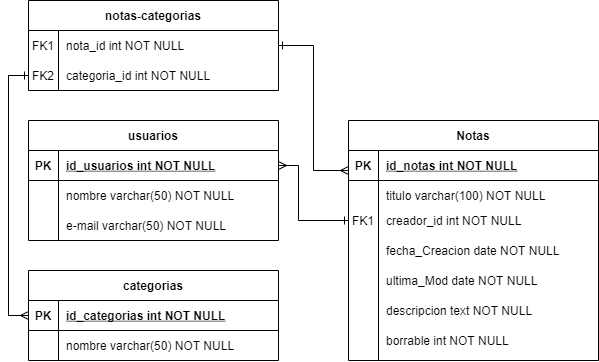 notas-categorias
FK1 nota_id int NOT NULL
FK2 categoria_id int NOT NULL
usuarios
PK id_usuarios int NOT NULL
nombre varchar(50) NOT NULL
e-mail varchar(50) NOT NULL
categorias
PK id_categorias int NOT NULL
nombre varchar(50) NOT NULL
Notas
PK id_notas int NOT NULL
titulo varchar(100) NOT NULL
FK1 creador_id int NOT NULL
fecha_Creacion date NOT NULL
ultima_Mod date NOT NULL
descripcion text NOT NULL
borrable int NOT NULL